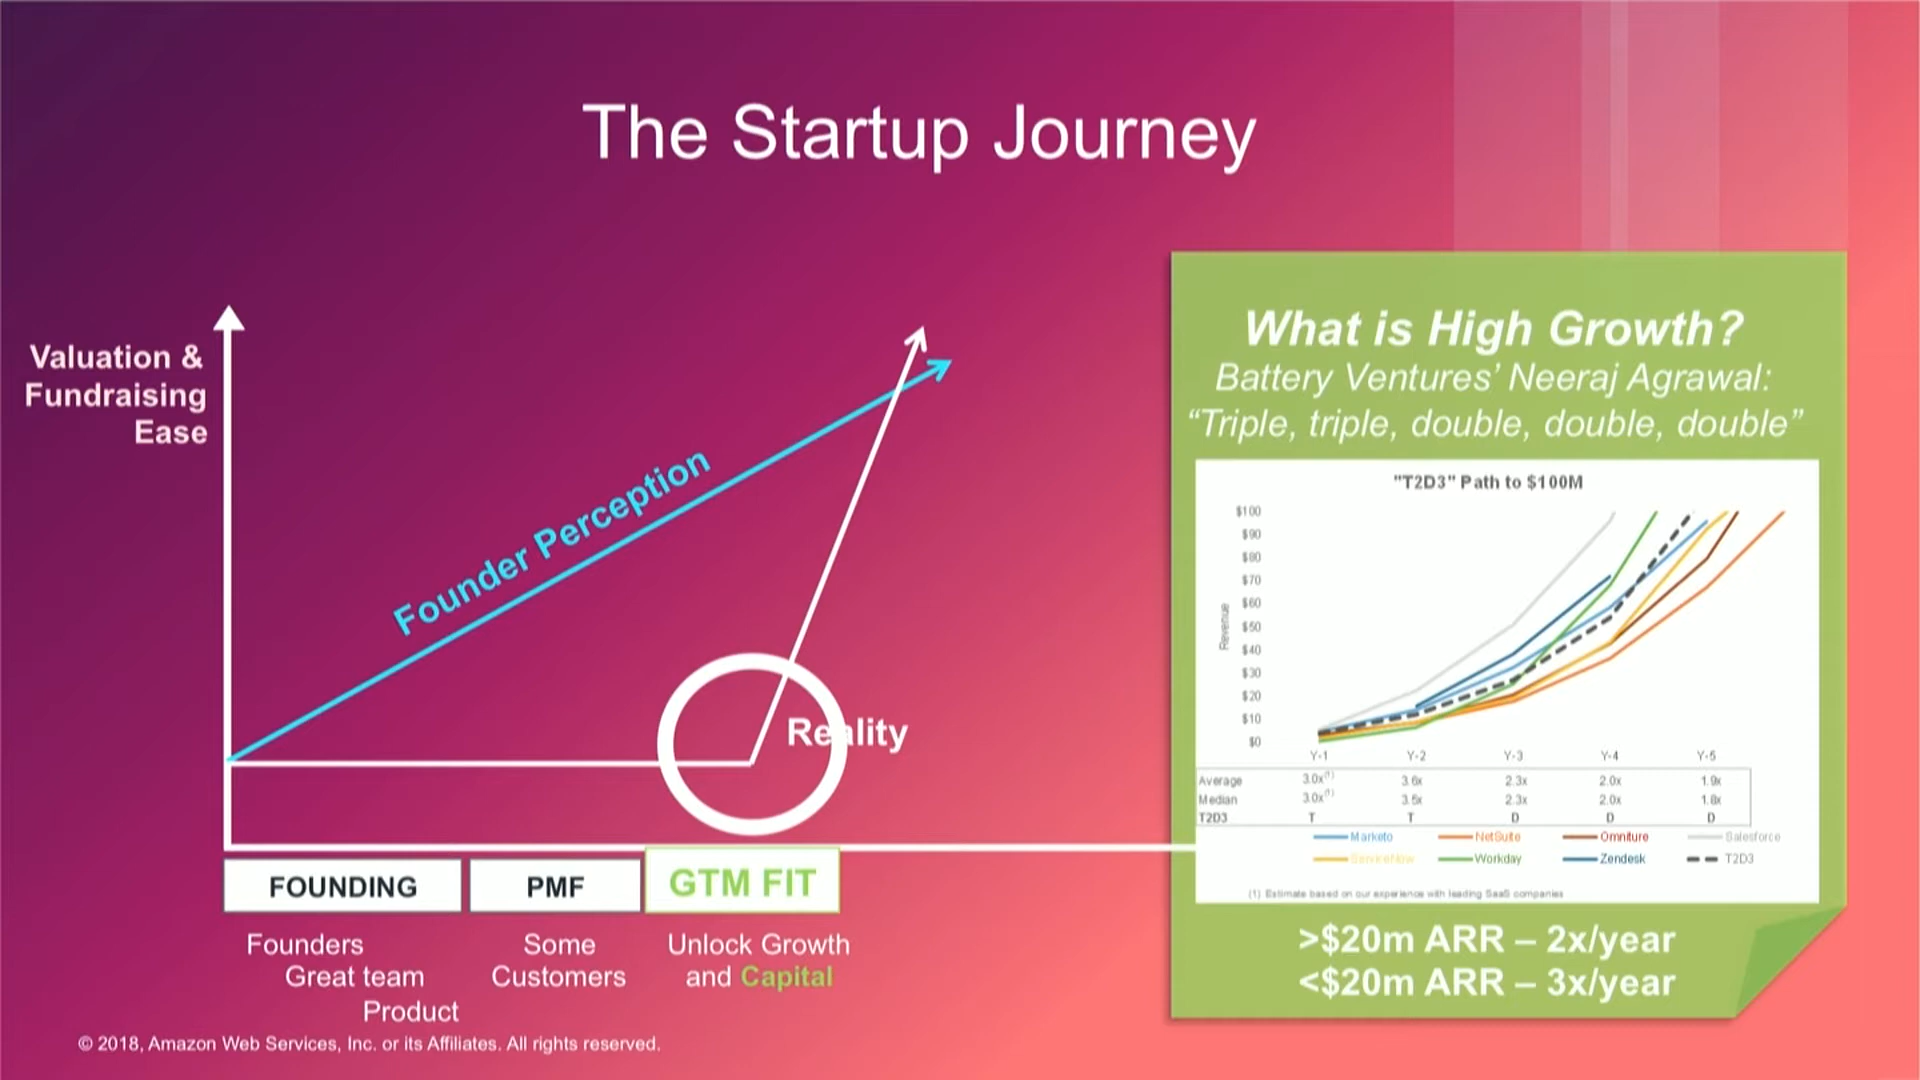 The Startup Journey
Valuation &
Fundraising
Ease
Founder Perception
Reality
FOUNDING
PMF
GTM FIT
Founders
Great team
Product
Some
Customers
Unlock Growth
and Capital
© 2018, Amazon Web Services, Inc. or its Affiliates. All rights reserved.
What is High Growth?
Battery Ventures’ Neeraj Agrawal:
“Triple, triple, double, double, double”
"T2D3" Path to $100M
Revenue
$100
$90
$80
$70
$60
$50
$40
$30
$20
$10
$0
Y-1 Y-2 Y-3 Y-4 Y-5
Average 3.0x(1) 3.6x 2.3x 2.0x 1.9x
Median 3.0x(1) 3.5x 2.3x 2.0x 1.8x
T2D3 T T D D D
Marketo NetSuite Omniture Salesforce
ServiceNow Workday Zendesk T2D3
(1) Estimate based on our experience with leading SaaS companies
>$20m ARR – 2x/year
<$20m ARR – 3x/year